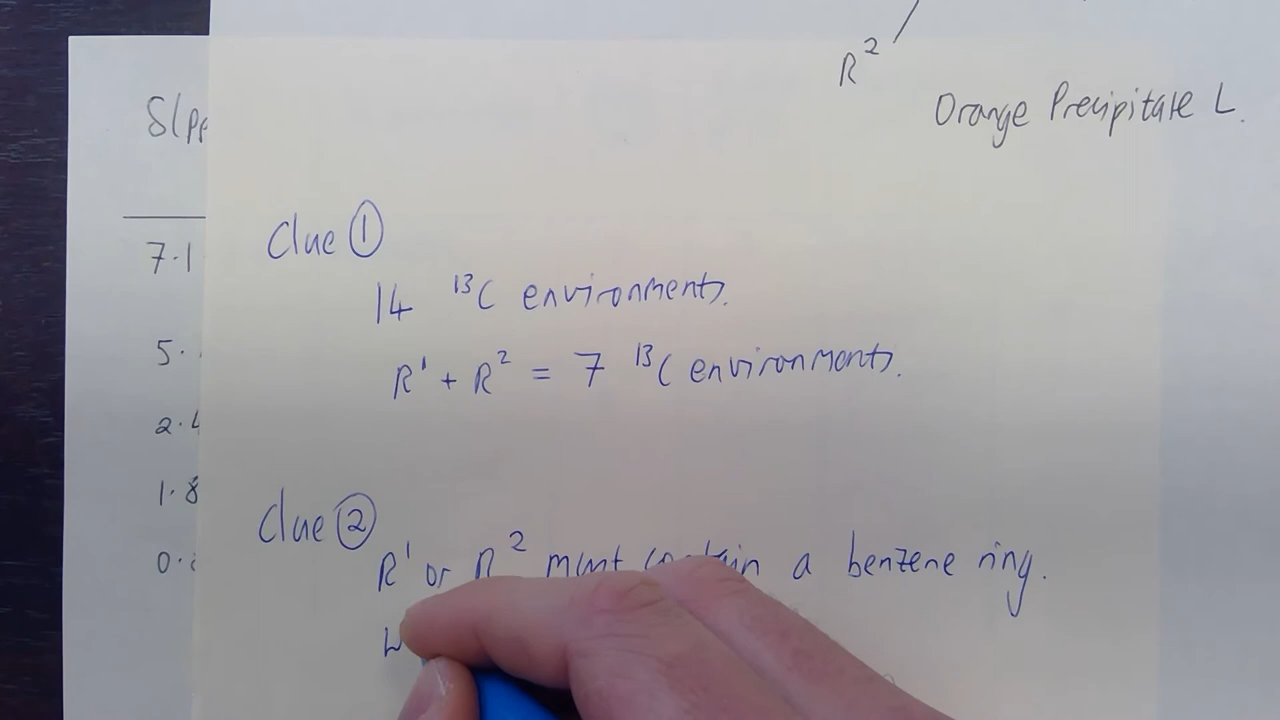 R²
Orange Precipitate L.
δ(pp
7.1
5.
2.4
1.8
0.
Clue ①
14 ¹³C environments.
R¹ + R² = 7 ¹³C environments.
Clue ②
R¹ or R² must contain a benzene ring.